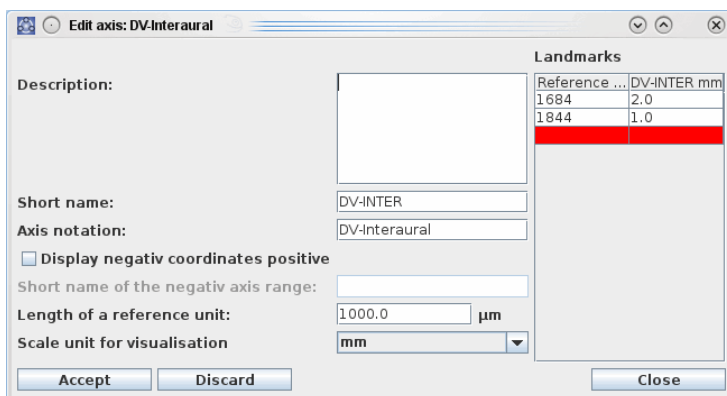 Edit axis: DV-Interaural
Landmarks
Description:
Reference ... DV-INTER mm
1684 2.0
1844 1.0
Short name: DV-INTER
Axis notation: DV-Interaural
Display negativ coordinates positive
Short name of the negativ axis range:
Length of a reference unit: 1000.0 µm
Scale unit for visualisation mm
Accept Discard Close